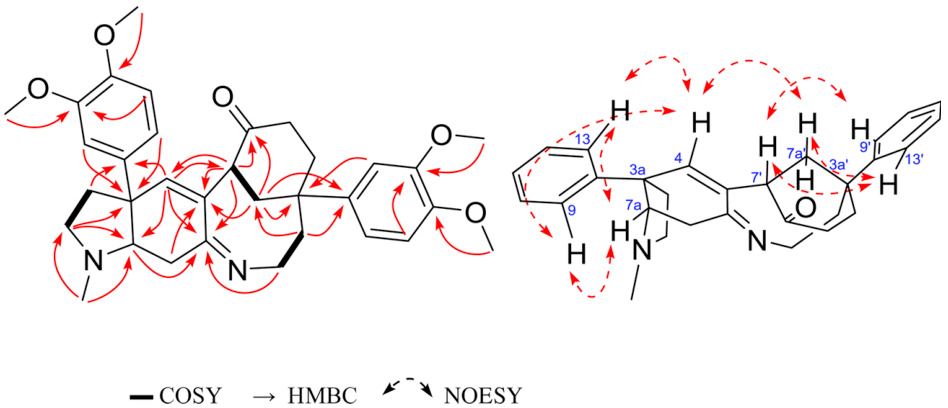 O
O
O
O
O
N
N
H
H
H
H
H
H
H
H
H
O
N
N
13
3a
4
9
7a
7'
7a'
3a'
9'
13'
COSY → HMBC NOESY